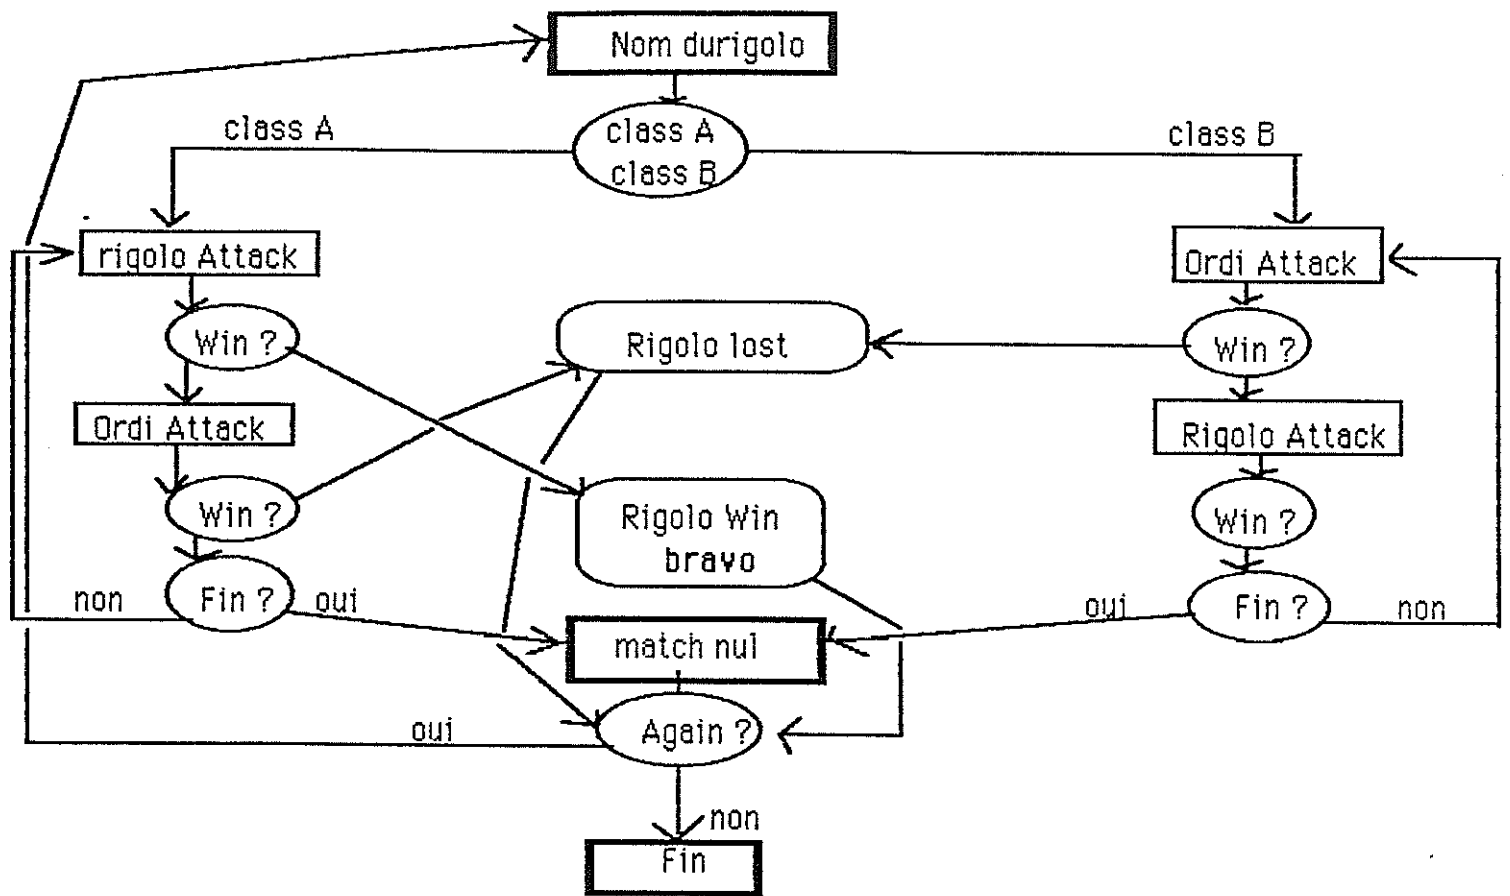 Nom durigolo
class A
class A
class B
class B
rigolo Attack
Ordi Attack
Win ?
Rigolo lost
Win ?
Ordi Attack
Rigolo Attack
Win ?
Rigolo Win
bravo
Win ?
non
Fin ?
oui
oui
Fin ?
non
match nul
oui
Again ?
non
Fin